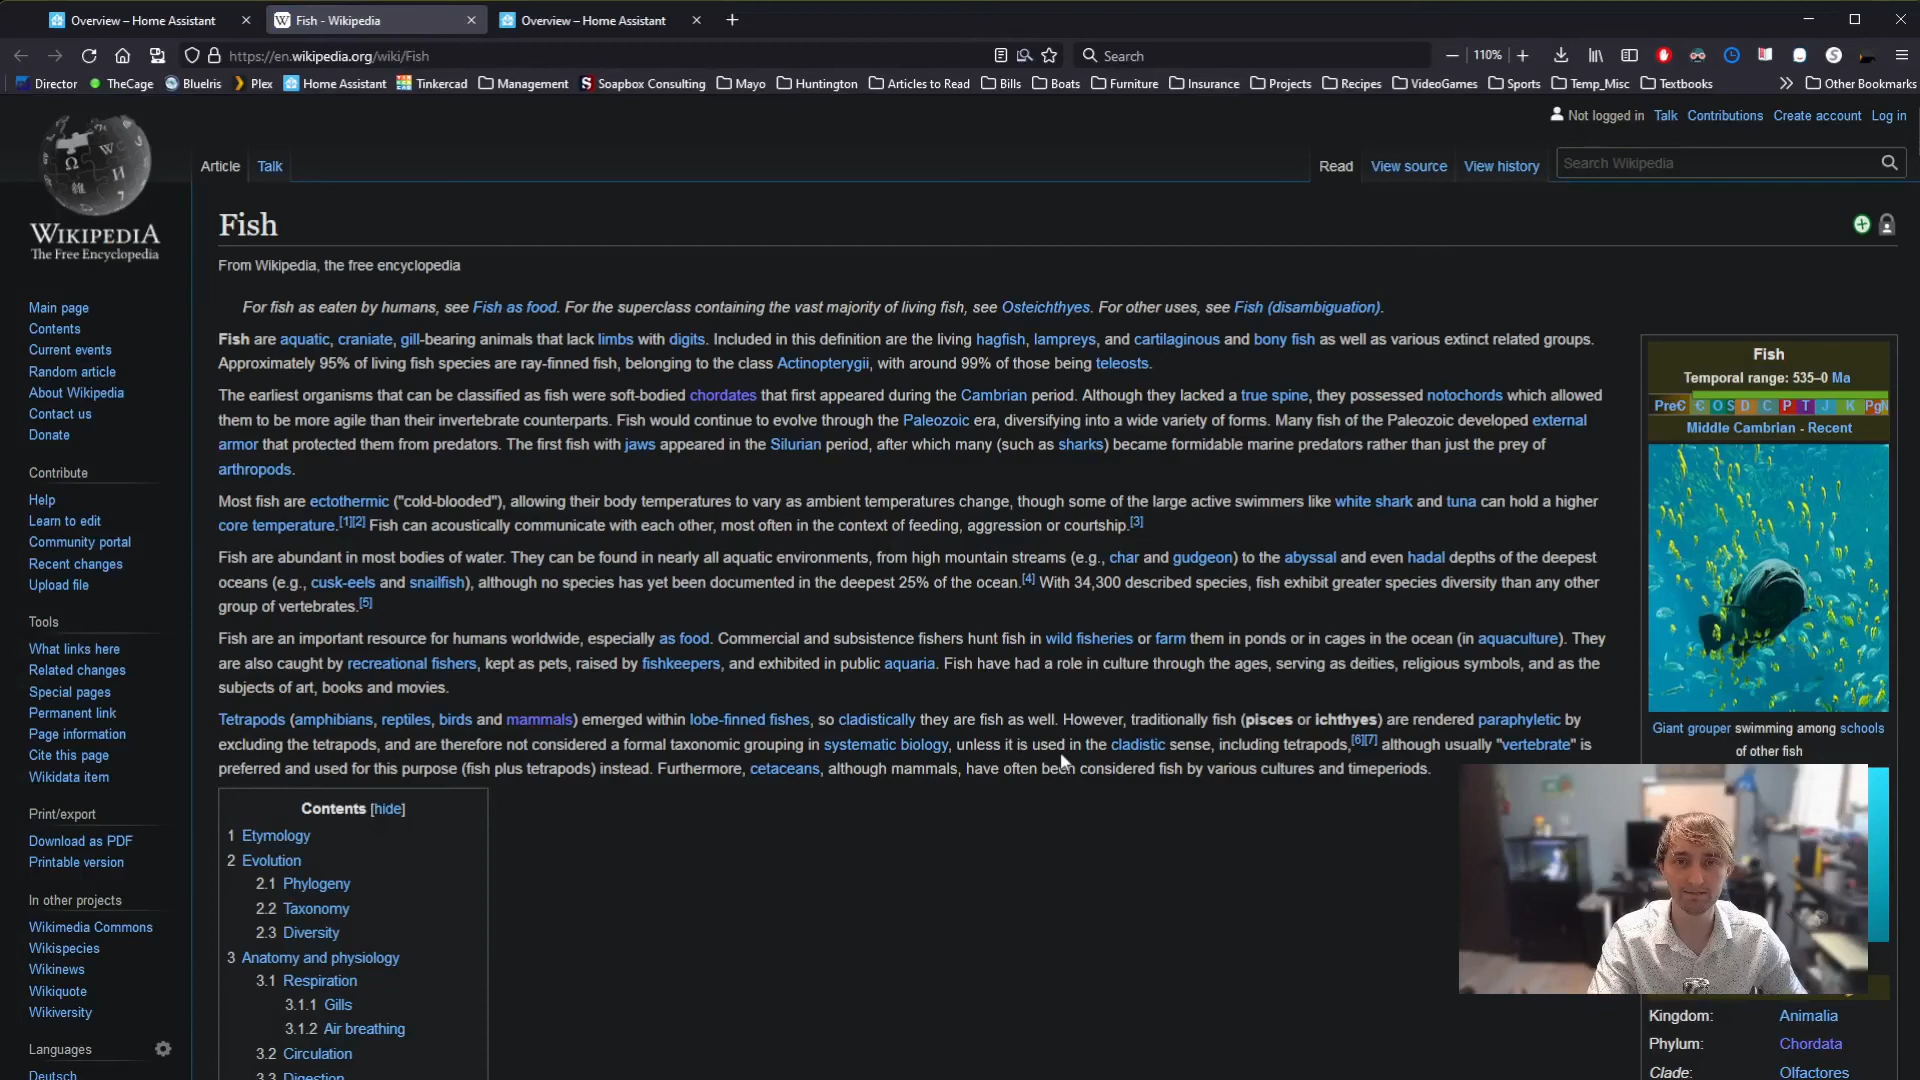 Overview – Home Assistant
Fish - Wikipedia
Overview – Home Assistant
https://en.wikipedia.org/wiki/Fish
Search
110%
Director
TheCage
BlueIris
Plex
Home Assistant
Tinkercad
Management
Soapbox Consulting
Mayo
Huntington
Articles to Read
Bills
Boats
Furniture
Insurance
Projects
Recipes
VideoGames
Sports
Temp_Misc
Textbooks
Other Bookmarks
Not logged in Talk Contributions Create account Log in
Article Talk
Read View source View history
Search Wikipedia
WIKIPEDIA
The Free Encyclopedia
Main page
Contents
Current events
Random article
About Wikipedia
Contact us
Donate
Contribute
Help
Learn to edit
Community portal
Recent changes
Upload file
Tools
What links here
Related changes
Special pages
Permanent link
Page information
Cite this page
Wikidata item
Print/export
Download as PDF
Printable version
In other projects
Wikimedia Commons
Wikispecies
Wikinews
Wikiquote
Wikiversity
Languages
Deutsch
Fish
From Wikipedia, the free encyclopedia
For fish as eaten by humans, see Fish as food. For the superclass containing the vast majority of living fish, see Osteichthyes. For other uses, see Fish (disambiguation).
Fish are aquatic, craniate, gill-bearing animals that lack limbs with digits. Included in this definition are the living hagfish, lampreys, and cartilaginous and bony fish as well as various extinct related groups.
Approximately 95% of living fish species are ray-finned fish, belonging to the class Actinopterygii, with around 99% of those being teleosts.
The earliest organisms that can be classified as fish were soft-bodied chordates that first appeared during the Cambrian period. Although they lacked a true spine, they possessed notochords which allowed
them to be more agile than their invertebrate counterparts. Fish would continue to evolve through the Paleozoic era, diversifying into a wide variety of forms. Many fish of the Paleozoic developed external
armor that protected them from predators. The first fish with jaws appeared in the Silurian period, after which many (such as sharks) became formidable marine predators rather than just the prey of
arthropods.
Most fish are ectothermic ("cold-blooded"), allowing their body temperatures to vary as ambient temperatures change, though some of the large active swimmers like white shark and tuna can hold a higher
core temperature.[1][2] Fish can acoustically communicate with each other, most often in the context of feeding, aggression or courtship.[3]
Fish are abundant in most bodies of water. They can be found in nearly all aquatic environments, from high mountain streams (e.g., char and gudgeon) to the abyssal and even hadal depths of the deepest
oceans (e.g., cusk-eels and snailfish), although no species has yet been documented in the deepest 25% of the ocean.[4] With 34,300 described species, fish exhibit greater species diversity than any other
group of vertebrates.[5]
Fish are an important resource for humans worldwide, especially as food. Commercial and subsistence fishers hunt fish in wild fisheries or farm them in ponds or in cages in the ocean (in aquaculture). They
are also caught by recreational fishers, kept as pets, raised by fishkeepers, and exhibited in public aquaria. Fish have had a role in culture through the ages, serving as deities, religious symbols, and as the
subjects of art, books and movies.
Tetrapods (amphibians, reptiles, birds and mammals) emerged within lobe-finned fishes, so cladistically they are fish as well. However, traditionally fish (pisces or ichthyes) are rendered paraphyletic by
excluding the tetrapods, and are therefore not considered a formal taxonomic grouping in systematic biology, unless it is used in the cladistic sense, including tetrapods,[6][7] although usually "vertebrate" is
preferred and used for this purpose (fish plus tetrapods) instead. Furthermore, cetaceans, although mammals, have often been considered fish by various cultures and timeperiods.
Contents [hide]
1 Etymology
2 Evolution
2.1 Phylogeny
2.2 Taxonomy
2.3 Diversity
3 Anatomy and physiology
3.1 Respiration
3.1.1 Gills
3.1.2 Air breathing
3.2 Circulation
3.3 Digestion
Fish
Temporal range: 535–0 Ma
PreЄ Є O S D C P T J K PgN
Middle Cambrian - Recent
Giant grouper swimming among schools
of other fish
Kingdom: Animalia
Phylum: Chordata
Clade: Olfactores